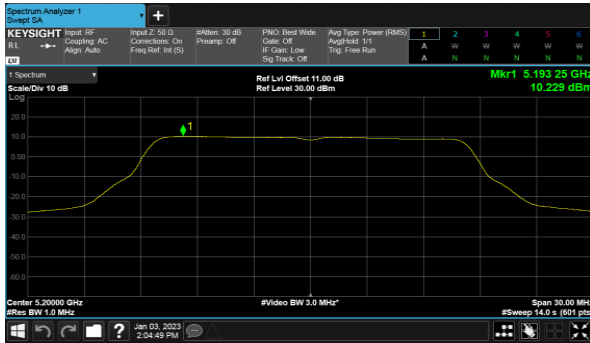 Spectrum Analyzer 1
Swept SA
+
KEYSIGHT Input: RF Input Z: 50 Ω #Atten: 30 dB PNO: Best Wide Avg Type: Power (RMS) 1 2 3 4 5 6
RL Coupling: AC Corrections: On Preamp: Off Gate: Off Avg|Hold: 1/1 A W W W W W
Align: Auto Freq Ref: Int (S) IF Gain: Low Trig: Free Run
Sig Track: Off A N N N N N
LXI
1 Spectrum
Scale/Div 10 dB
Ref Lvl Offset 11.00 dB
Ref Level 30.00 dBm
Mkr1 5.193 25 GHz
10.229 dBm
Log
20.0
10.0
0.00
-10.0
-20.0
-30.0
-40.0
-50.0
-60.0
1
Center 5.20000 GHz #Video BW 3.0 MHz* Span 30.00 MHz
#Res BW 1.0 MHz #Sweep 14.0 s (601 pts)
? Jan 03, 2023
2:04:49 PM